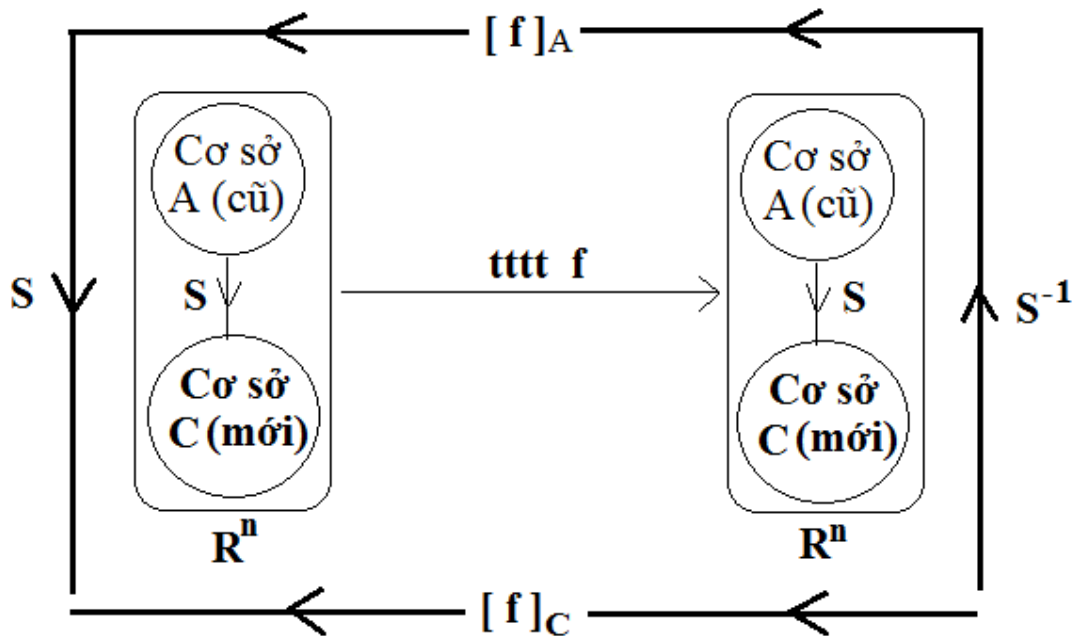 [ f ]A
Cơ sở
A (cũ)
Cơ sở
A (cũ)
tttt f
S
S
S
S⁻¹
Cơ sở
C (mới)
Cơ sở
C (mới)
Rⁿ
Rⁿ
[ f ]C